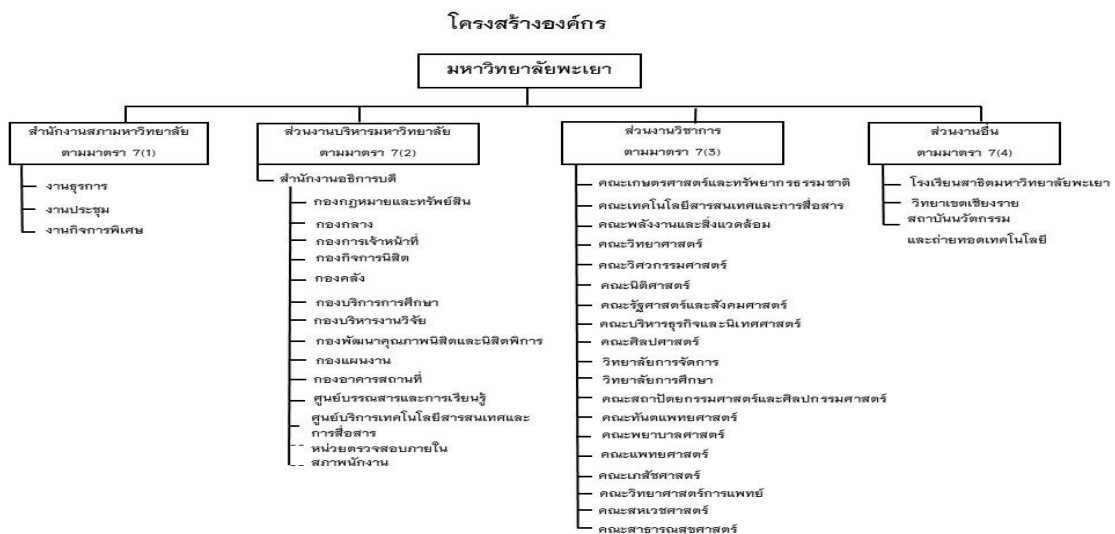 โครงสร้างองค์กร
มหาวิทยาลัยพะเยา
สำนักงานสภามหาวิทยาลัย
ตามมาตรา 7(1)
งานธุรการ
งานประชุม
งานกิจการพิเศษ
ส่วนงานบริหารมหาวิทยาลัย
ตามมาตรา 7(2)
สำนักงานอธิการบดี
กองกฎหมายและทรัพย์สิน
กองกลาง
กองการเจ้าหน้าที่
กองกิจการนิสิต
กองคลัง
กองบริการการศึกษา
กองบริหารงานวิจัย
กองพัฒนาคุณภาพนิสิตและนิสิตพิการ
กองแผนงาน
กองอาคารสถานที่
ศูนย์บรรณสารและการเรียนรู้
ศูนย์บริการเทคโนโลยีสารสนเทศและ
การสื่อสาร
หน่วยตรวจสอบภายใน
สภาพนักงาน
ส่วนงานวิชาการ
ตามมาตรา 7(3)
คณะเกษตรศาสตร์และทรัพยากรธรรมชาติ
คณะเทคโนโลยีสารสนเทศและการสื่อสาร
คณะพลังงานและสิ่งแวดล้อม
คณะวิทยาศาสตร์
คณะวิศวกรรมศาสตร์
คณะนิติศาสตร์
คณะรัฐศาสตร์และสังคมศาสตร์
คณะบริหารธุรกิจและนิเทศศาสตร์
คณะศิลปศาสตร์
วิทยาลัยการจัดการ
วิทยาลัยการศึกษา
คณะสถาปัตยกรรมศาสตร์และศิลปกรรมศาสตร์
คณะทันตแพทยศาสตร์
คณะพยาบาลศาสตร์
คณะแพทยศาสตร์
คณะเภสัชศาสตร์
คณะวิทยาศาสตร์การแพทย์
คณะสหเวชศาสตร์
คณะสาธารณสุขศาสตร์
ส่วนงานอื่น
ตามมาตรา 7(4)
โรงเรียนสาธิตมหาวิทยาลัยพะเยา
วิทยาเขตเชียงราย
สถาบันนวัตกรรม
และถ่ายทอดเทคโนโลยี